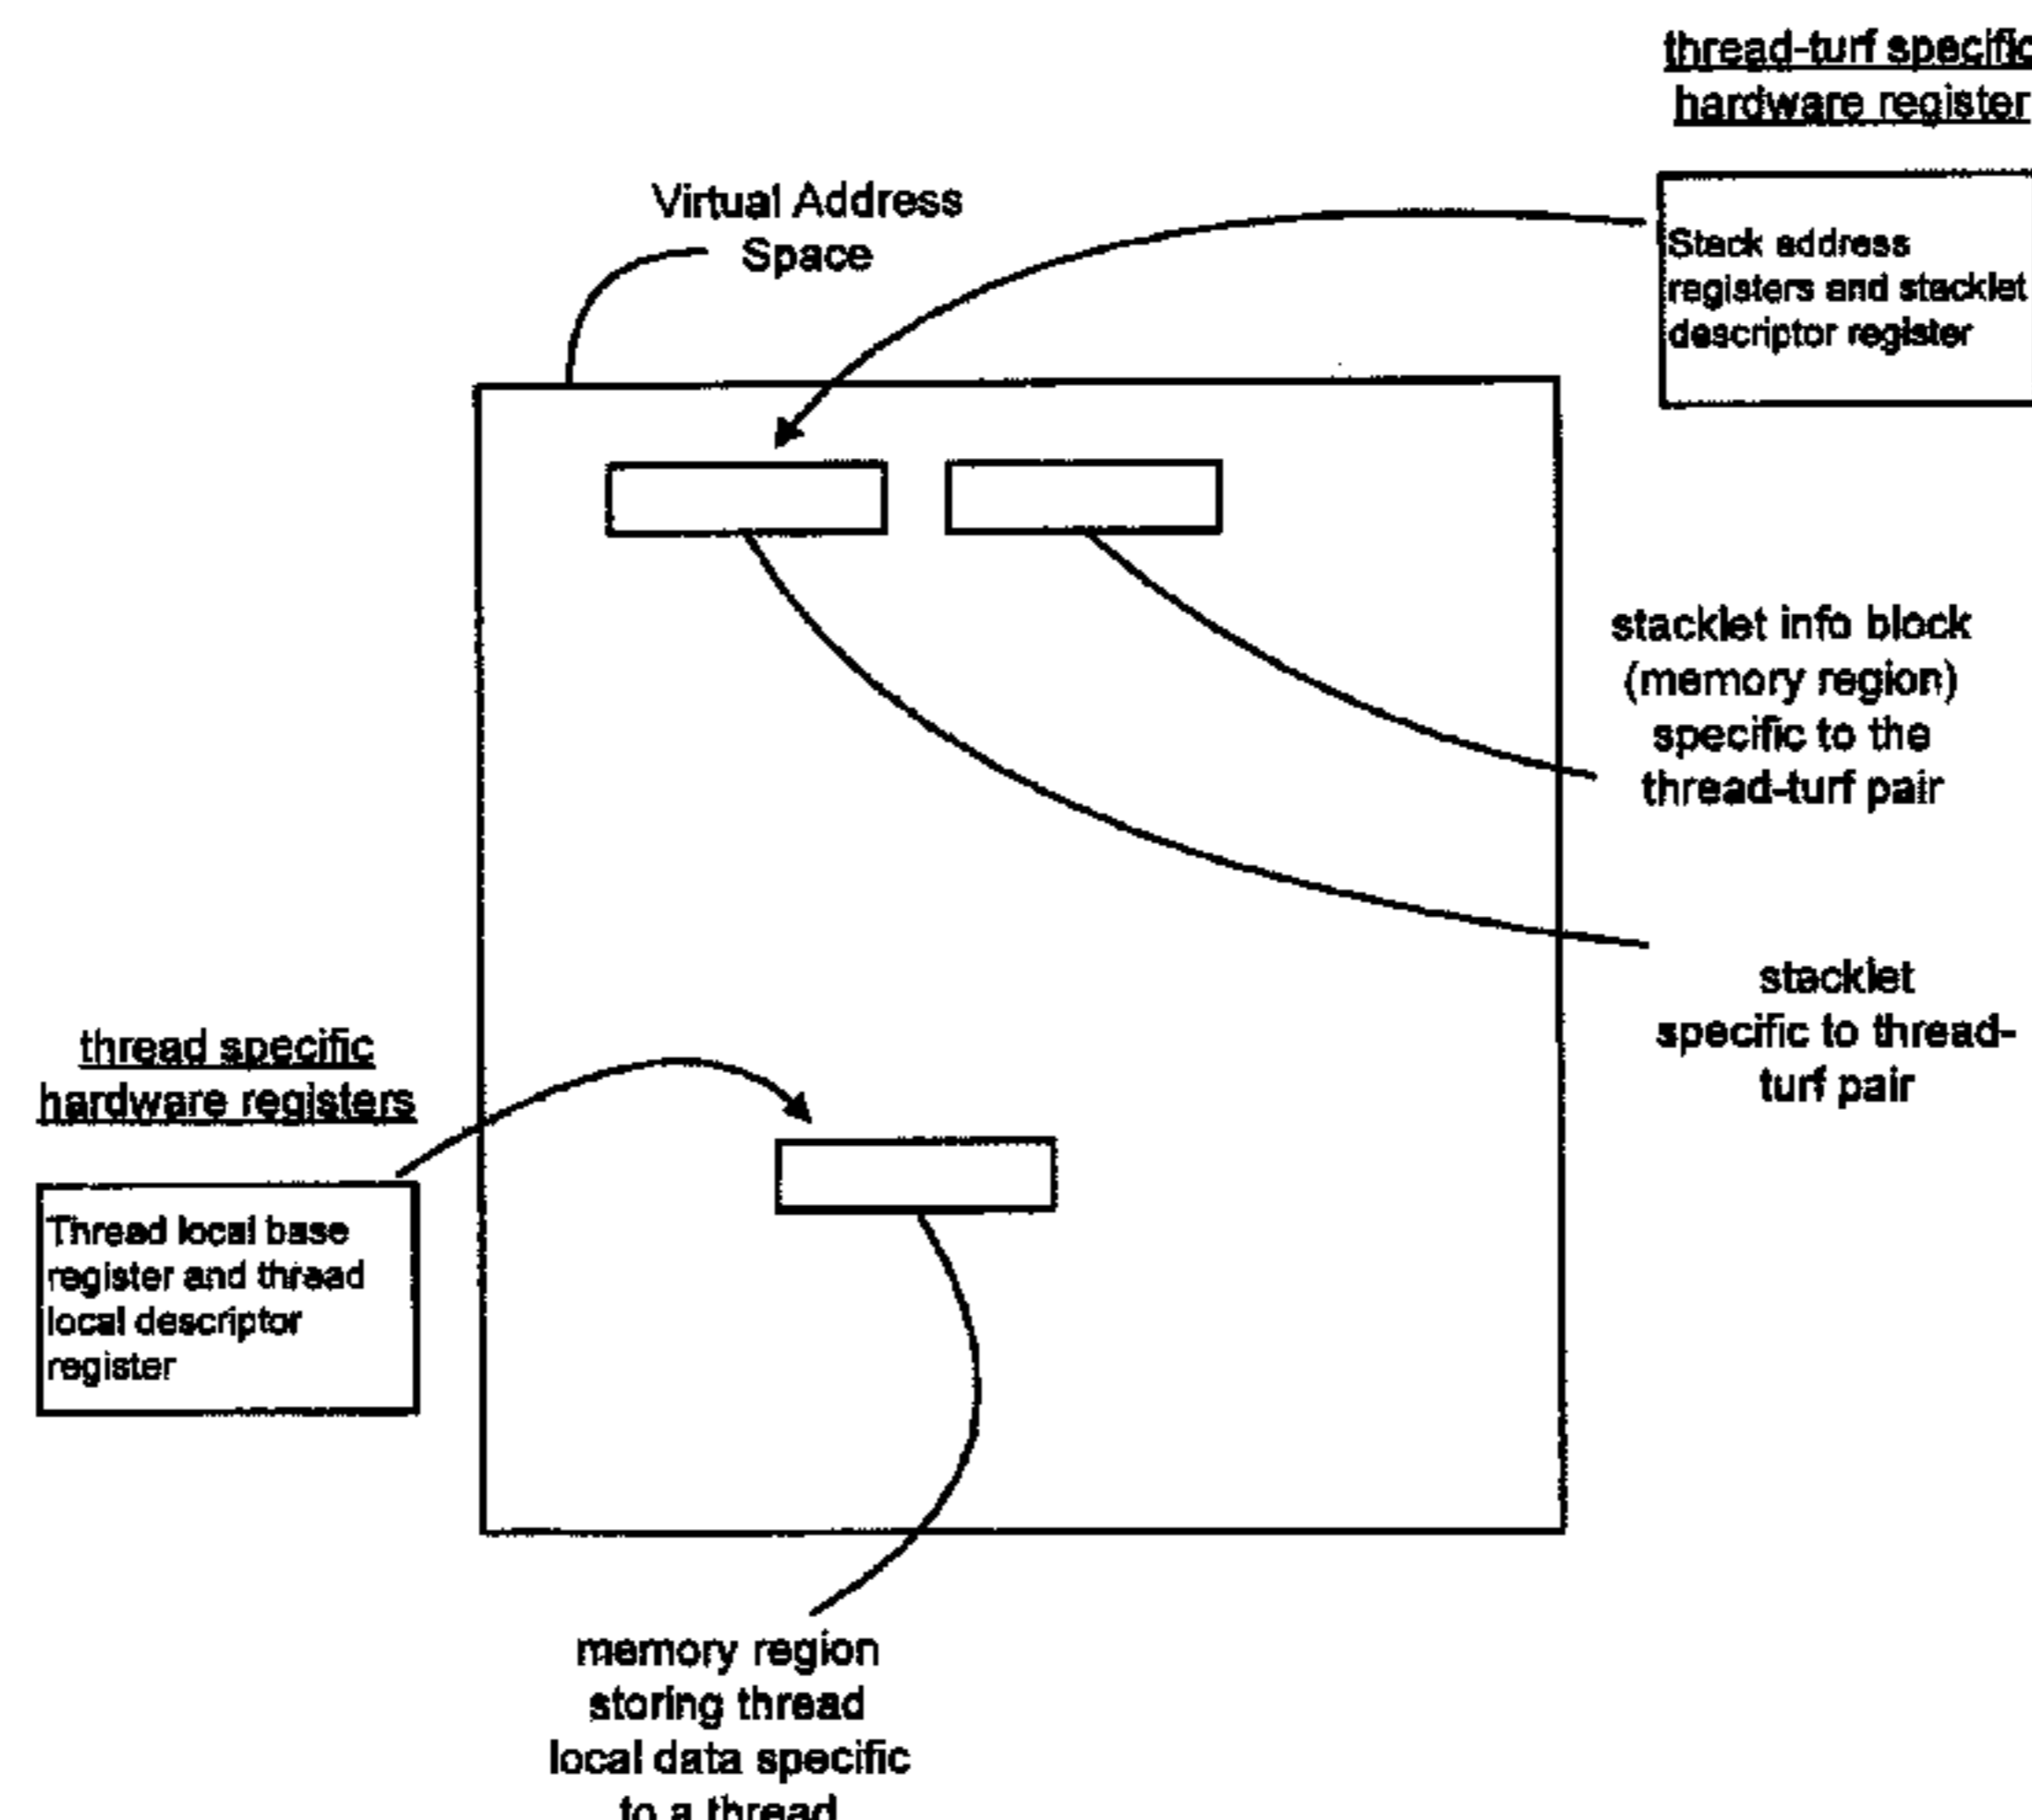 thread-turf specific
hardware register
Virtual Address
Space
Stack address
registers and stacklet
descriptor register
stacklet info block
(memory region)
specific to the
thread-turf pair
stacklet
specific to thread-
turf pair
thread specific
hardware registers
Thread local base
register and thread
local descriptor
register
memory region
storing thread
local data specific
to a thread